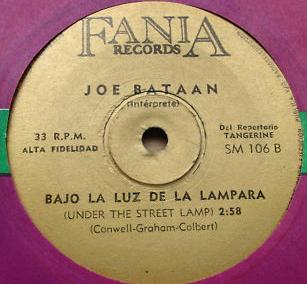 FANIA
RECORDS
JOE BATAAN
(Intérprete)
33 R.P.M.
ALTA FIDELIDAD
Del Repertorio
TANGERINE
SM 106 B
BAJO LA LUZ DE LA LAMPARA
(UNDER THE STREET LAMP) 2:58
(Conwell-Graham-Colbert)